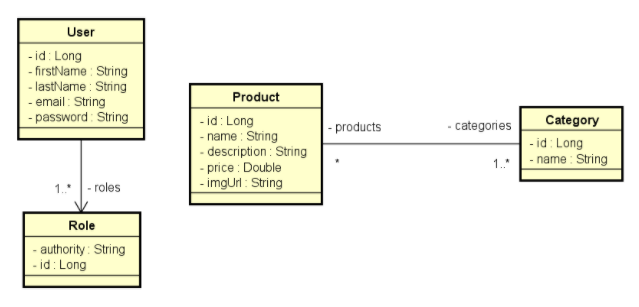 User
- id : Long
- firstName : String
- lastName : String
- email : String
- password : String
1..*
- roles
Role
- authority : String
- id : Long
Product
- id : Long
- name : String
- description : String
- price : Double
- imgUrl : String
- products
*
- categories
1..*
Category
- id : Long
- name : String